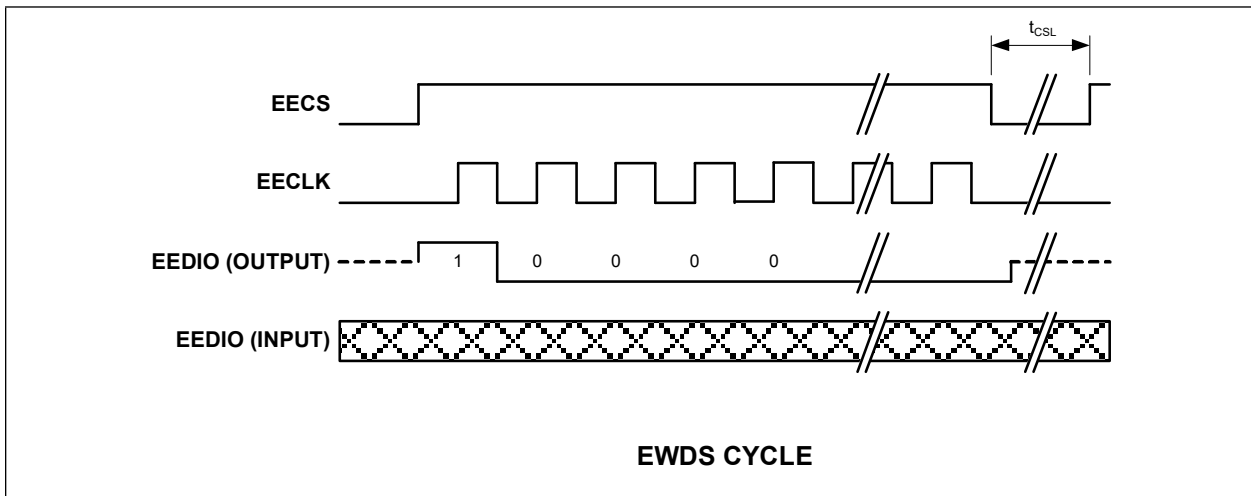 tCSL
EECS
EECLK
EEDIO (OUTPUT)
1 0 0 0 0
EEDIO (INPUT)
EWDS CYCLE